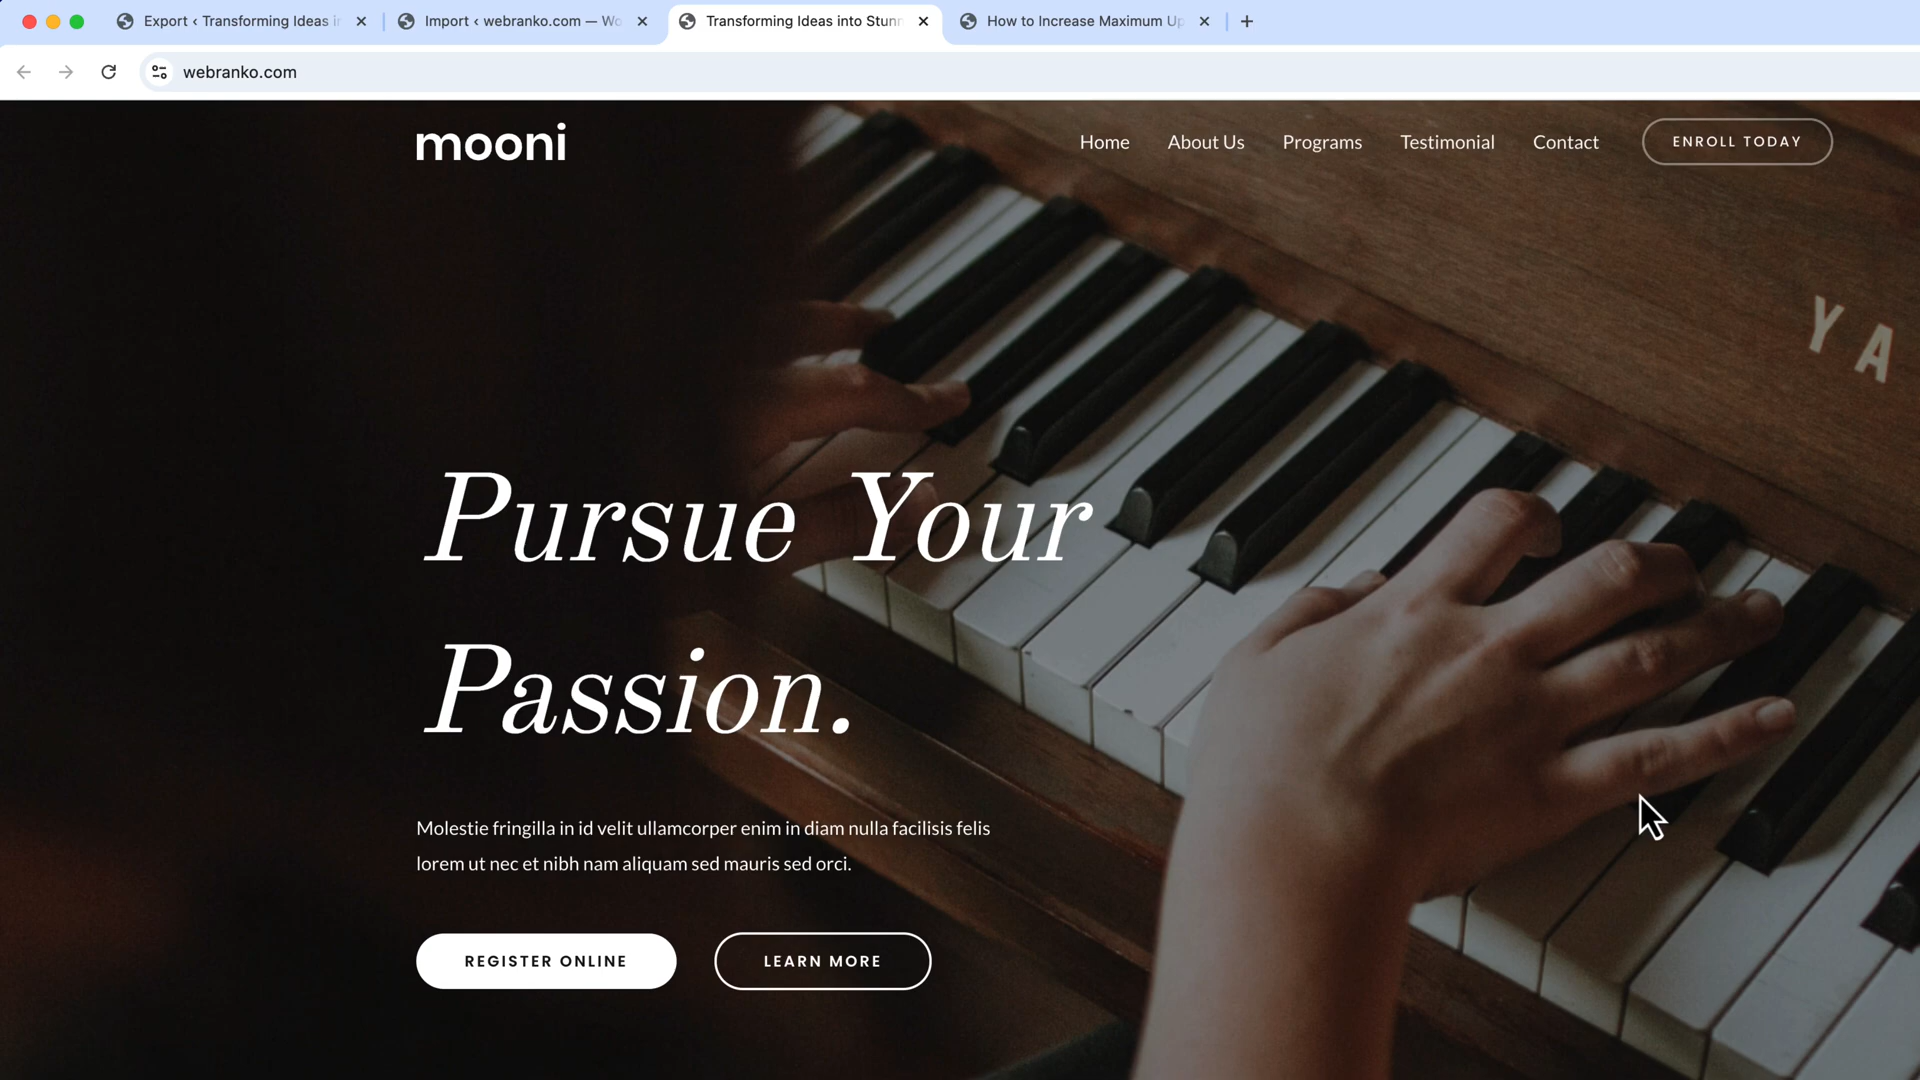 Export ‹ Transforming Ideas i
Import ‹ webranko.com — Wo
Transforming Ideas into Stun
How to Increase Maximum Up
webranko.com
mooni
Home
About Us
Programs
Testimonial
Contact
ENROLL TODAY
Y A
Pursue Your
Passion.
Molestie fringilla in id velit ullamcorper enim in diam nulla facilisis felis
lorem ut nec et nibh nam aliquam sed mauris sed orci.
REGISTER ONLINE
LEARN MORE